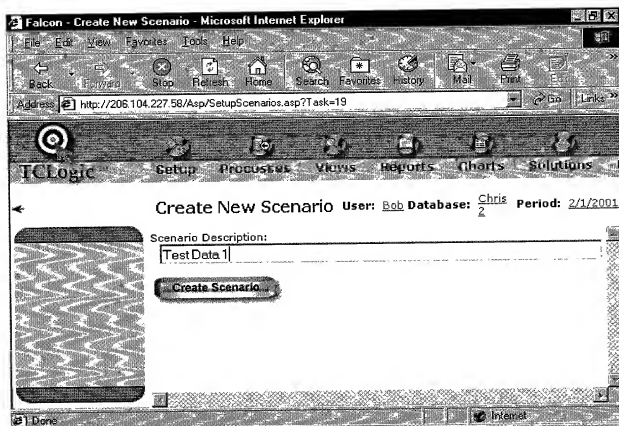 Falcon - Create New Scenario - Microsoft Internet Explorer
File Edit View Favorites Tools Help
Back Forward Stop Refresh Home Search Favorites History Mail Print
Address http://206.104.227.58/Asp/SetupScenarios.asp?Task=19 Go Links »
TCLogic Setup Processes Views Reports Charts Solutions
Create New Scenario User: Bob Database: Chris 2 Period: 2/1/2001
Scenario Description:
Test Data 1
Create Scenario...
Done Internet